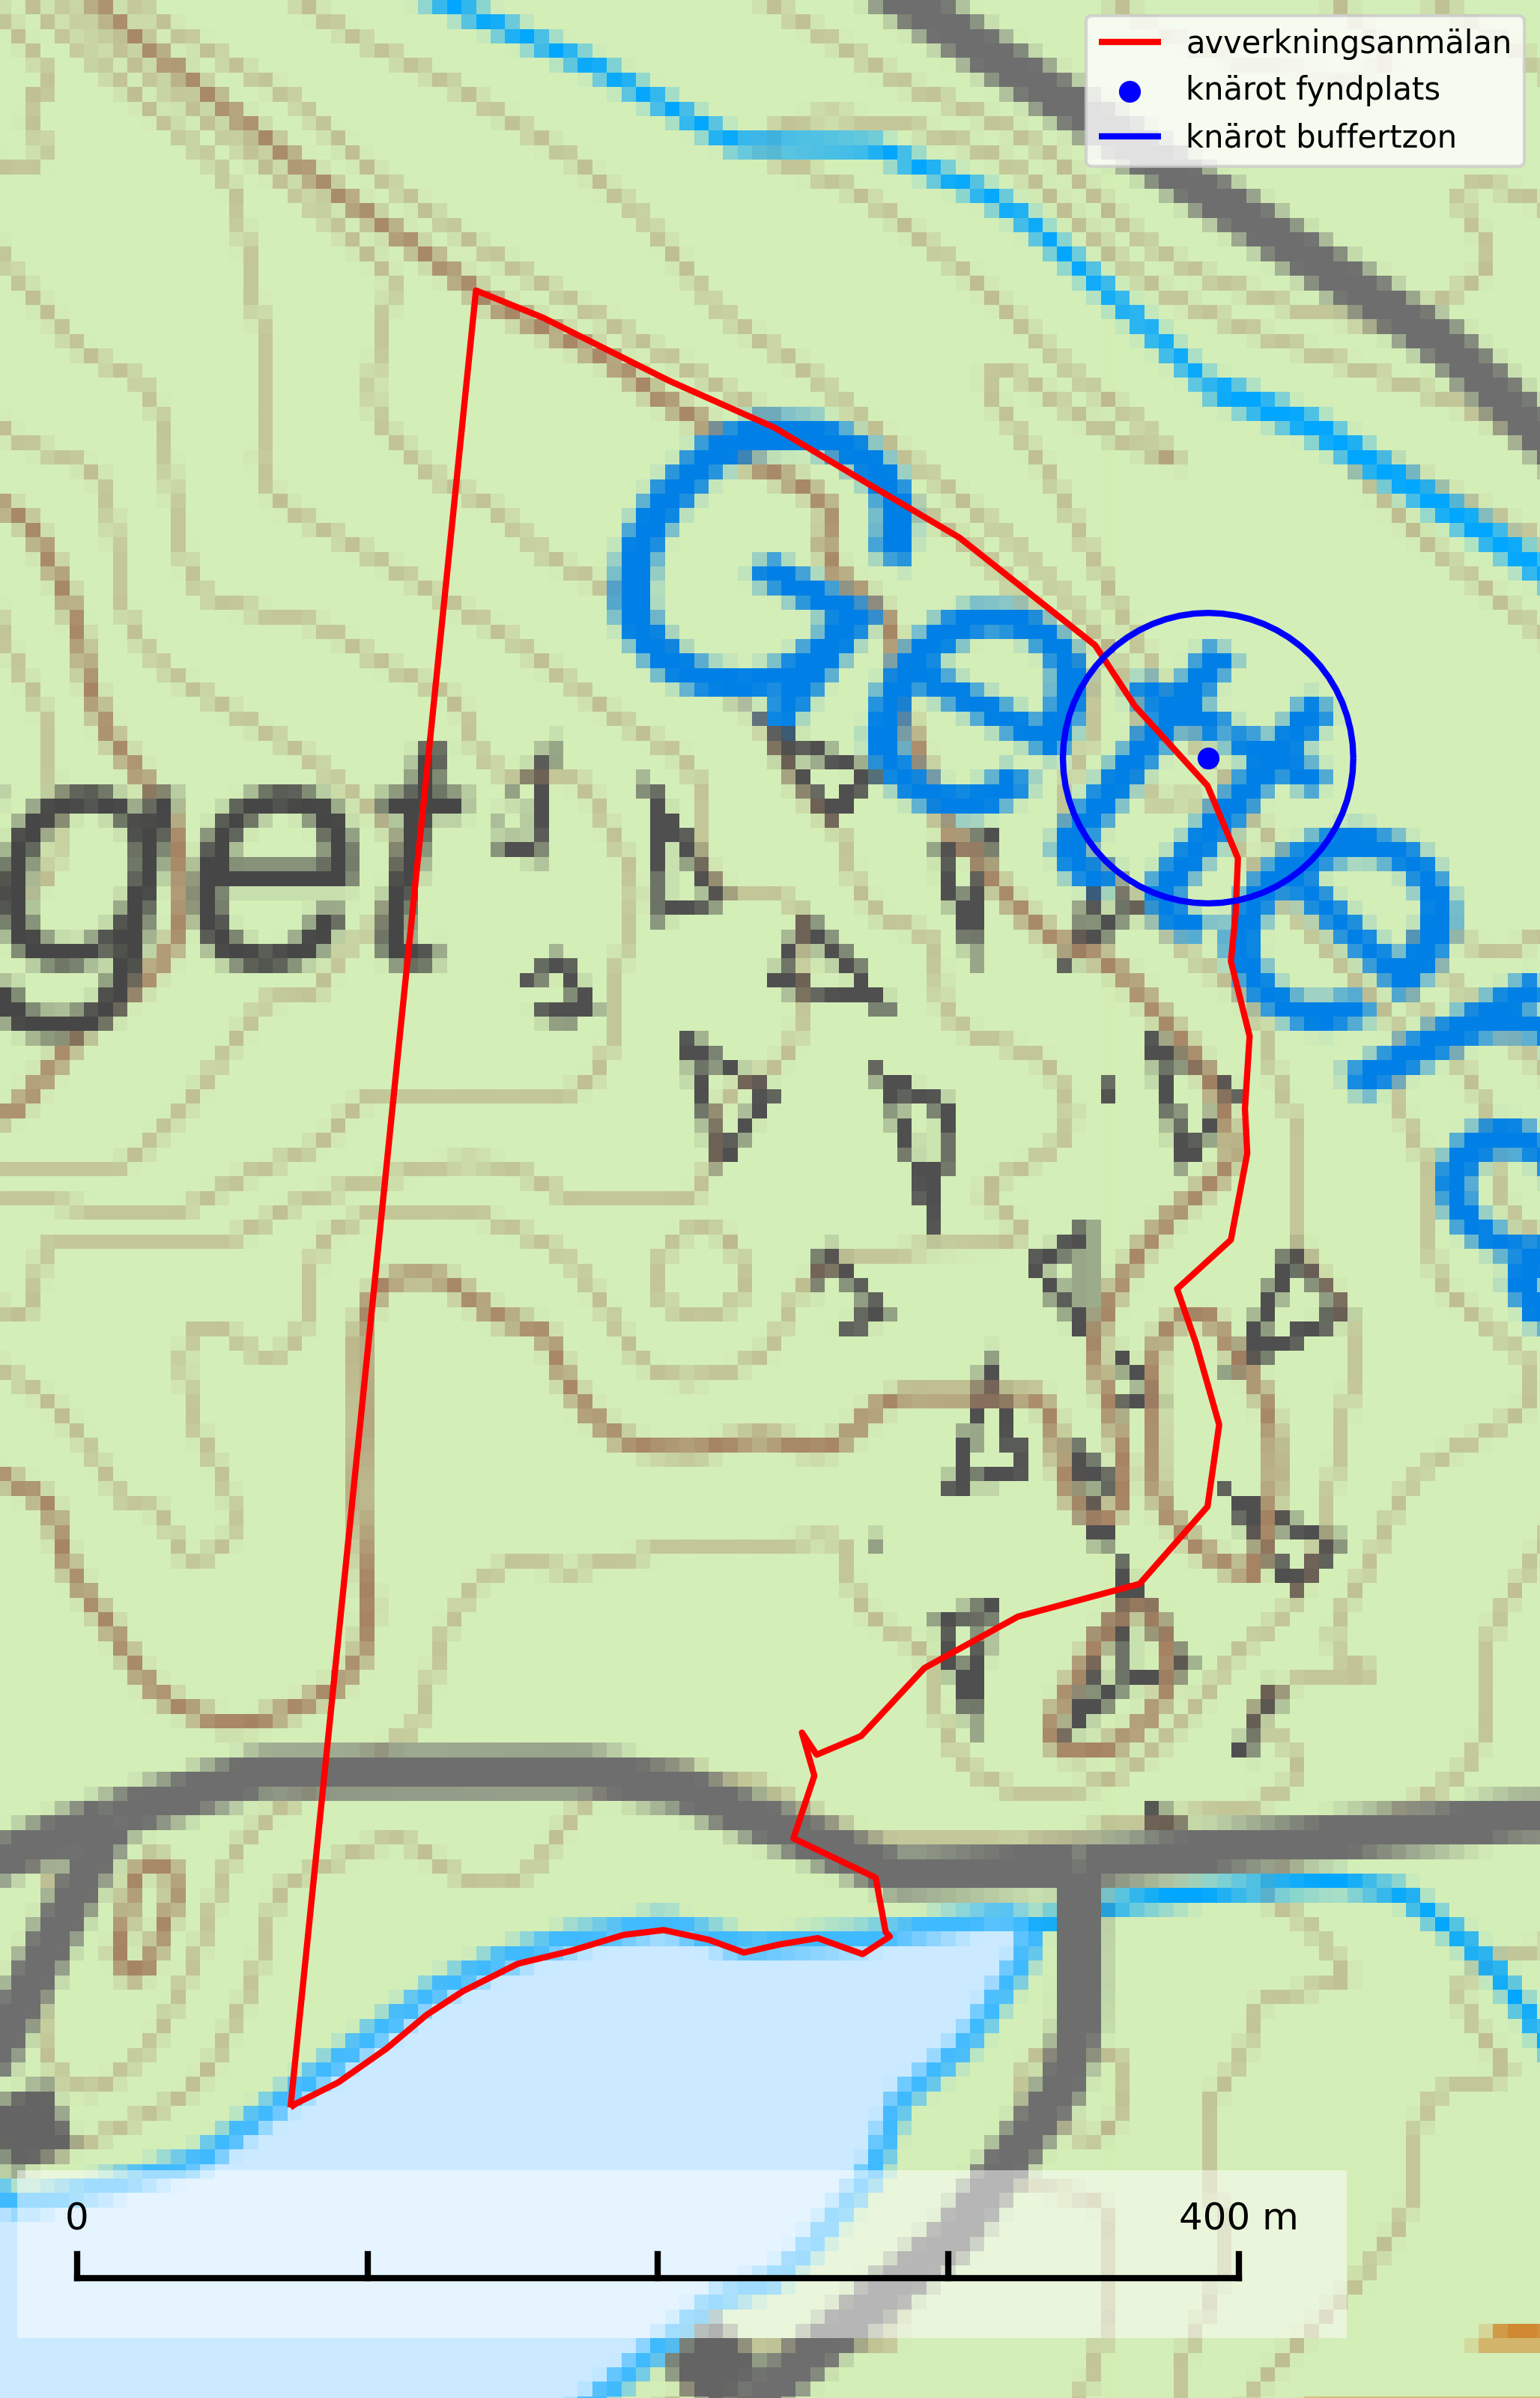 avverkningsanmälan
knärot fyndplats
knärot buffertzon
get
0 400 m